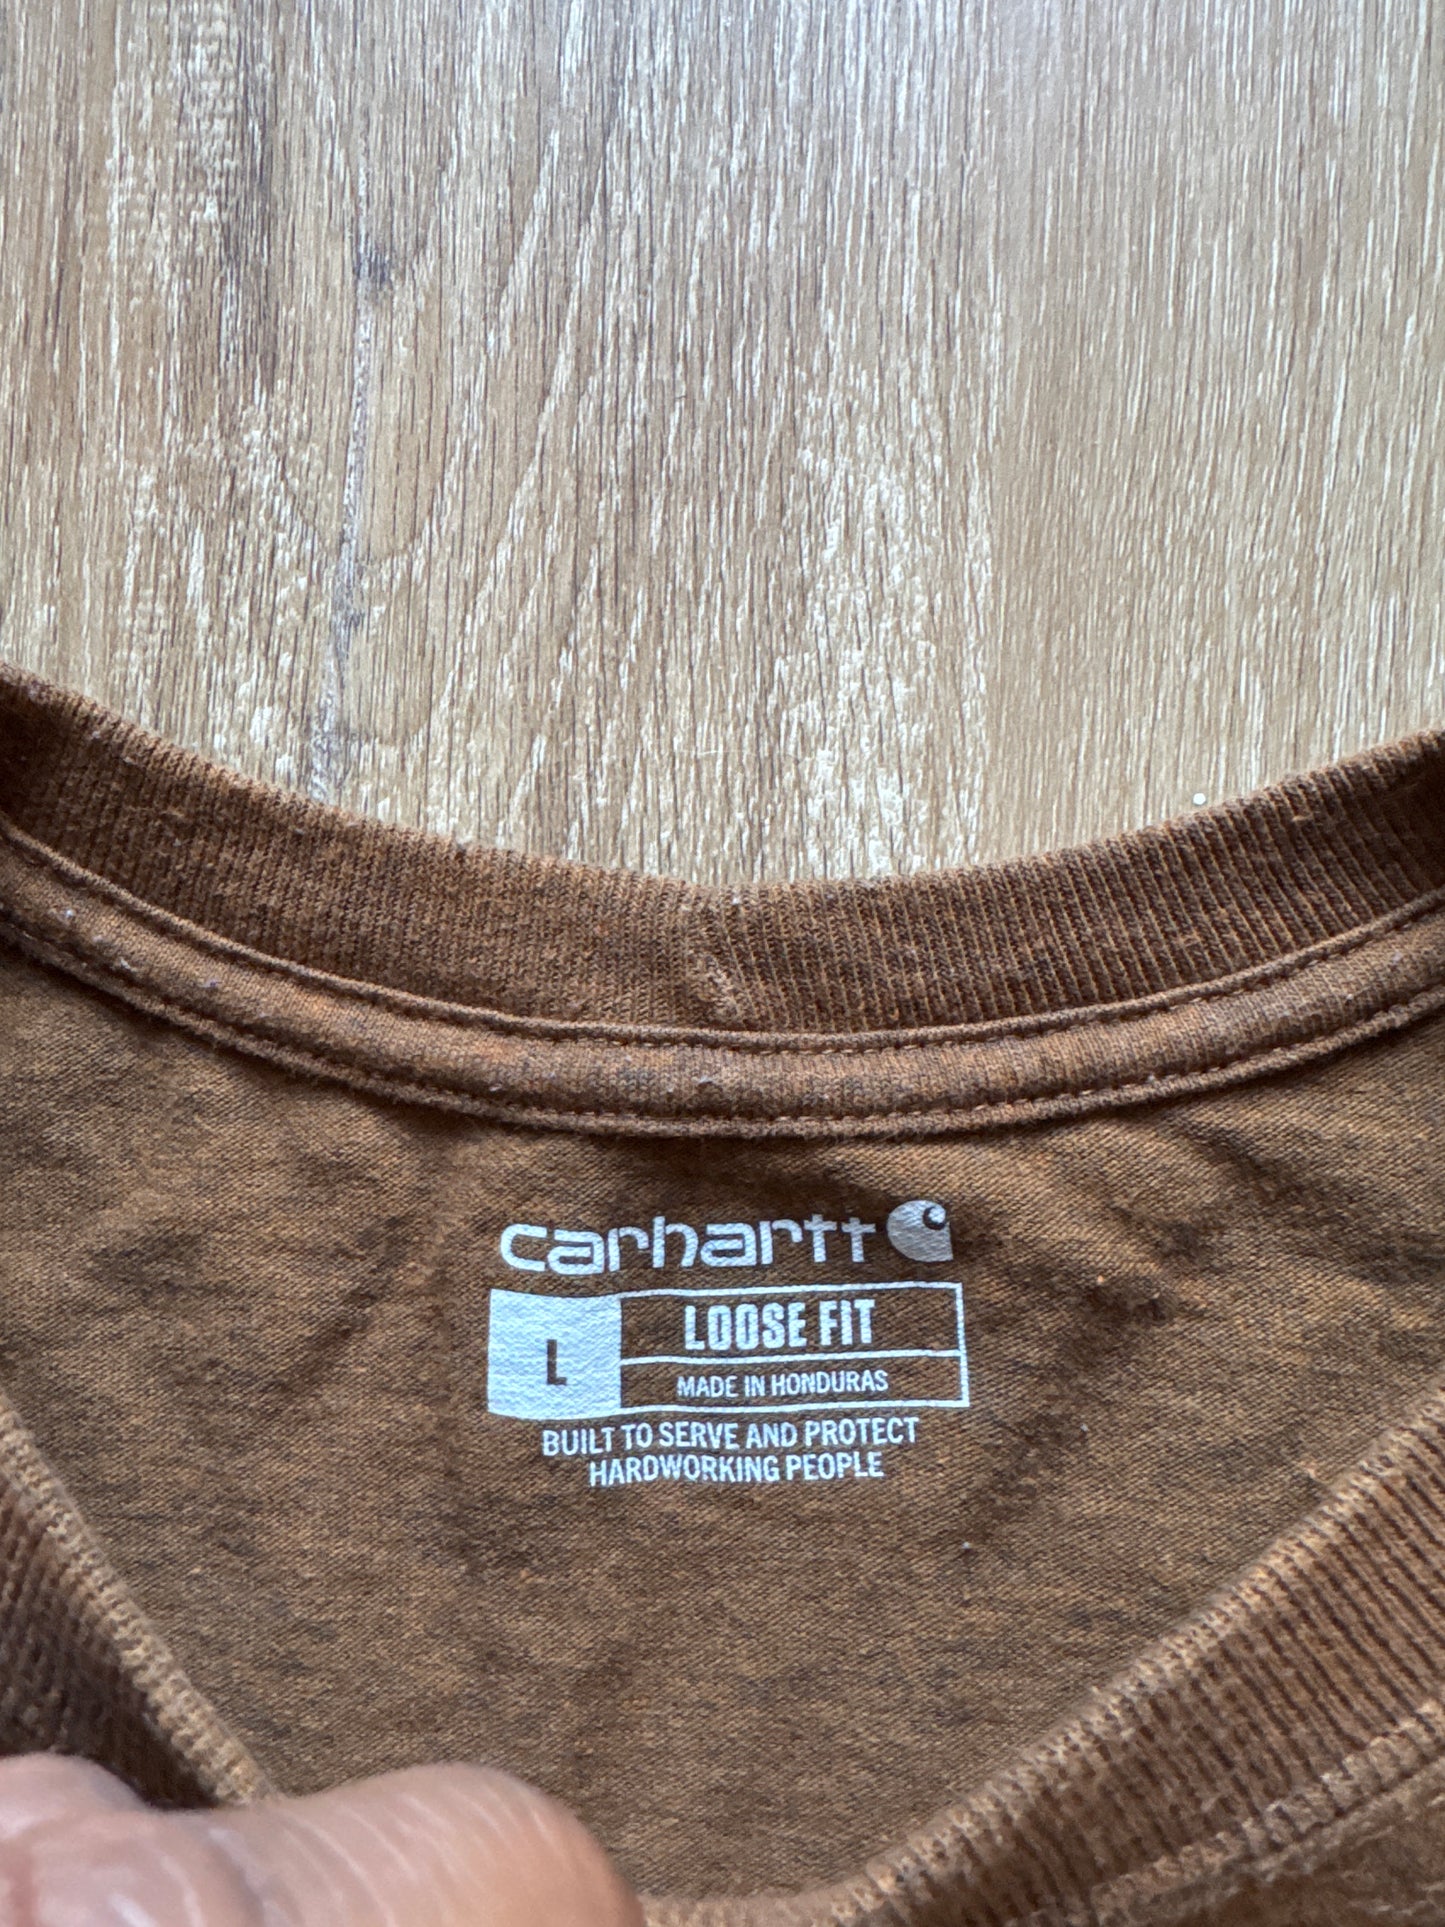 carhartt
L
LOOSE FIT
MADE IN HONDURAS
BUILT TO SERVE AND PROTECT
HARDWORKING PEOPLE